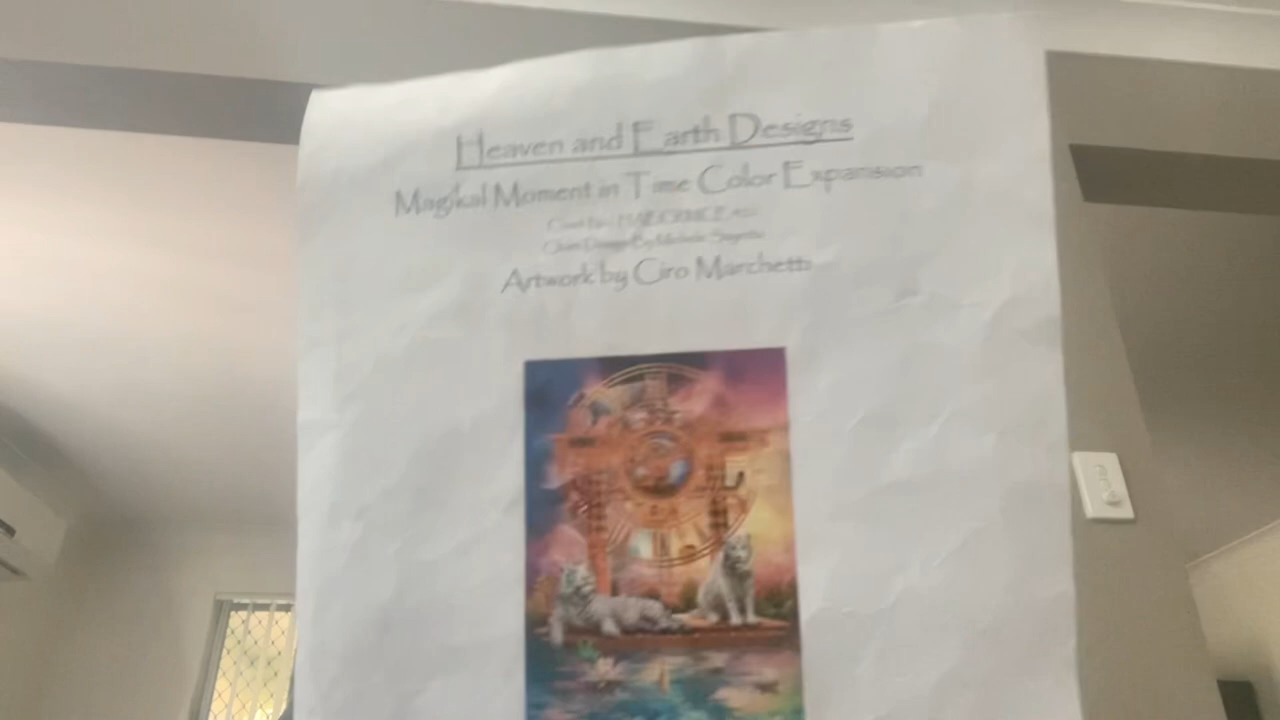 Heaven and Earth Designs
Magikal Moment in Time Color Expansion
Artwork by Ciro Marchetti